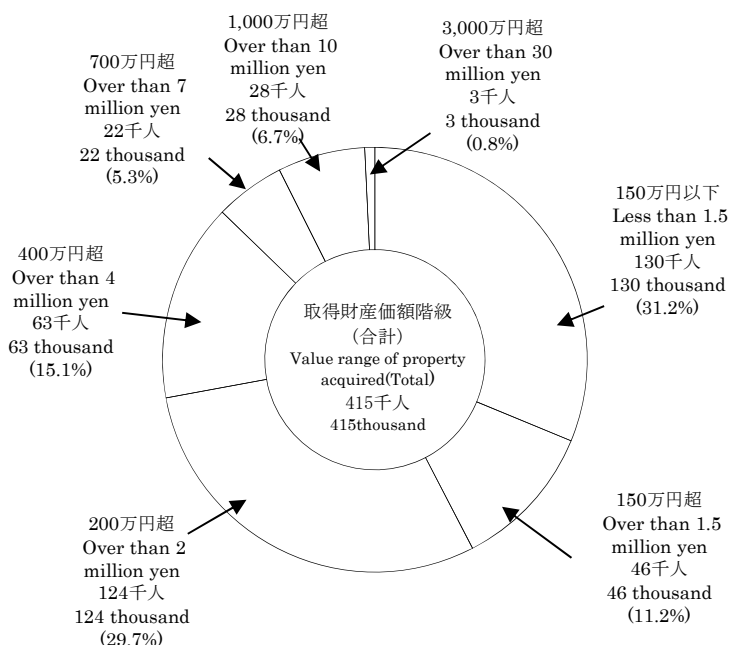 1,000万円超
Over than 10
million yen
28千人
28 thousand
(6.7%)
3,000万円超
Over than 30
million yen
3千人
3 thousand
(0.8%)
700万円超
Over than 7
million yen
22千人
22 thousand
(5.3%)
150万円以下
Less than 1.5
million yen
130千人
130 thousand
(31.2%)
400万円超
Over than 4
million yen
63千人
63 thousand
(15.1%)
取得財産価額階級
(合計)
Value range of property
acquired(Total)
415千人
415thousand
150万円超
Over than 1.5
million yen
46千人
46 thousand
(11.2%)
200万円超
Over than 2
million yen
124千人
124 thousand
(29.7%)